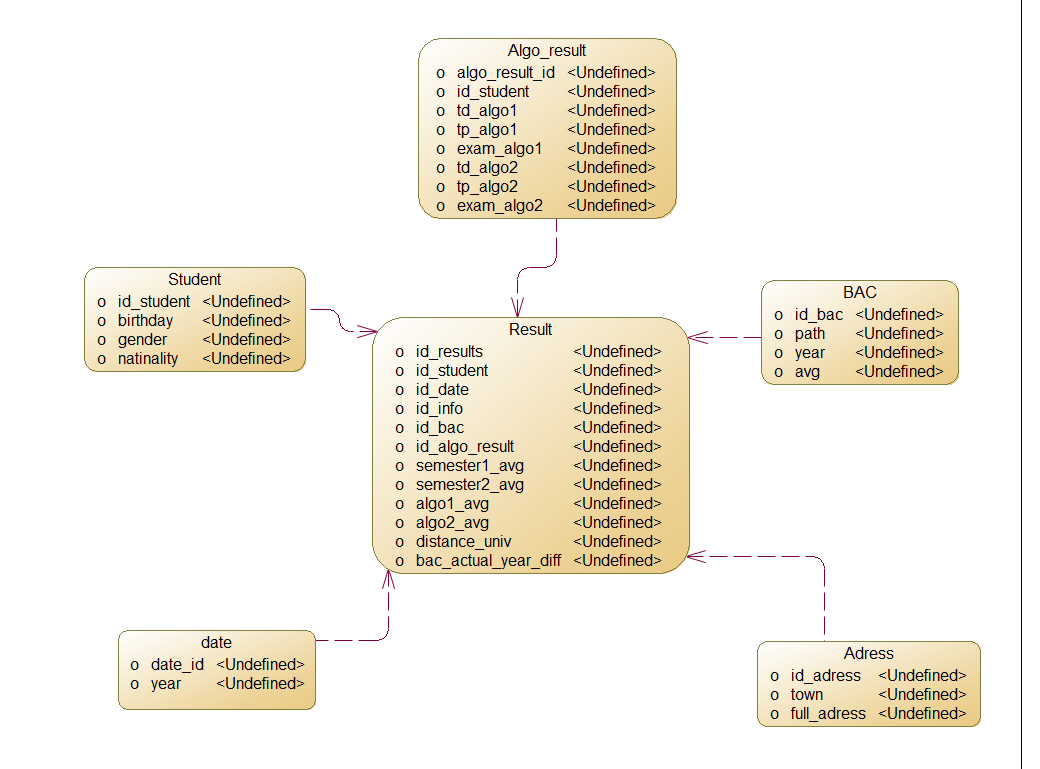 Algo_result
o algo_result_id <Undefined>
o id_student <Undefined>
o td_algo1 <Undefined>
o tp_algo1 <Undefined>
o exam_algo1 <Undefined>
o td_algo2 <Undefined>
o tp_algo2 <Undefined>
o exam_algo2 <Undefined>
Student
o id_student <Undefined>
o birthday <Undefined>
o gender <Undefined>
o natinality <Undefined>
BAC
o id_bac <Undefined>
o path <Undefined>
o year <Undefined>
o avg <Undefined>
Result
o id_results <Undefined>
o id_student <Undefined>
o id_date <Undefined>
o id_info <Undefined>
o id_bac <Undefined>
o id_algo_result <Undefined>
o semester1_avg <Undefined>
o semester2_avg <Undefined>
o algo1_avg <Undefined>
o algo2_avg <Undefined>
o distance_univ <Undefined>
o bac_actual_year_diff <Undefined>
date
o date_id <Undefined>
o year <Undefined>
Adress
o id_adress <Undefined>
o town <Undefined>
o full_adress <Undefined>